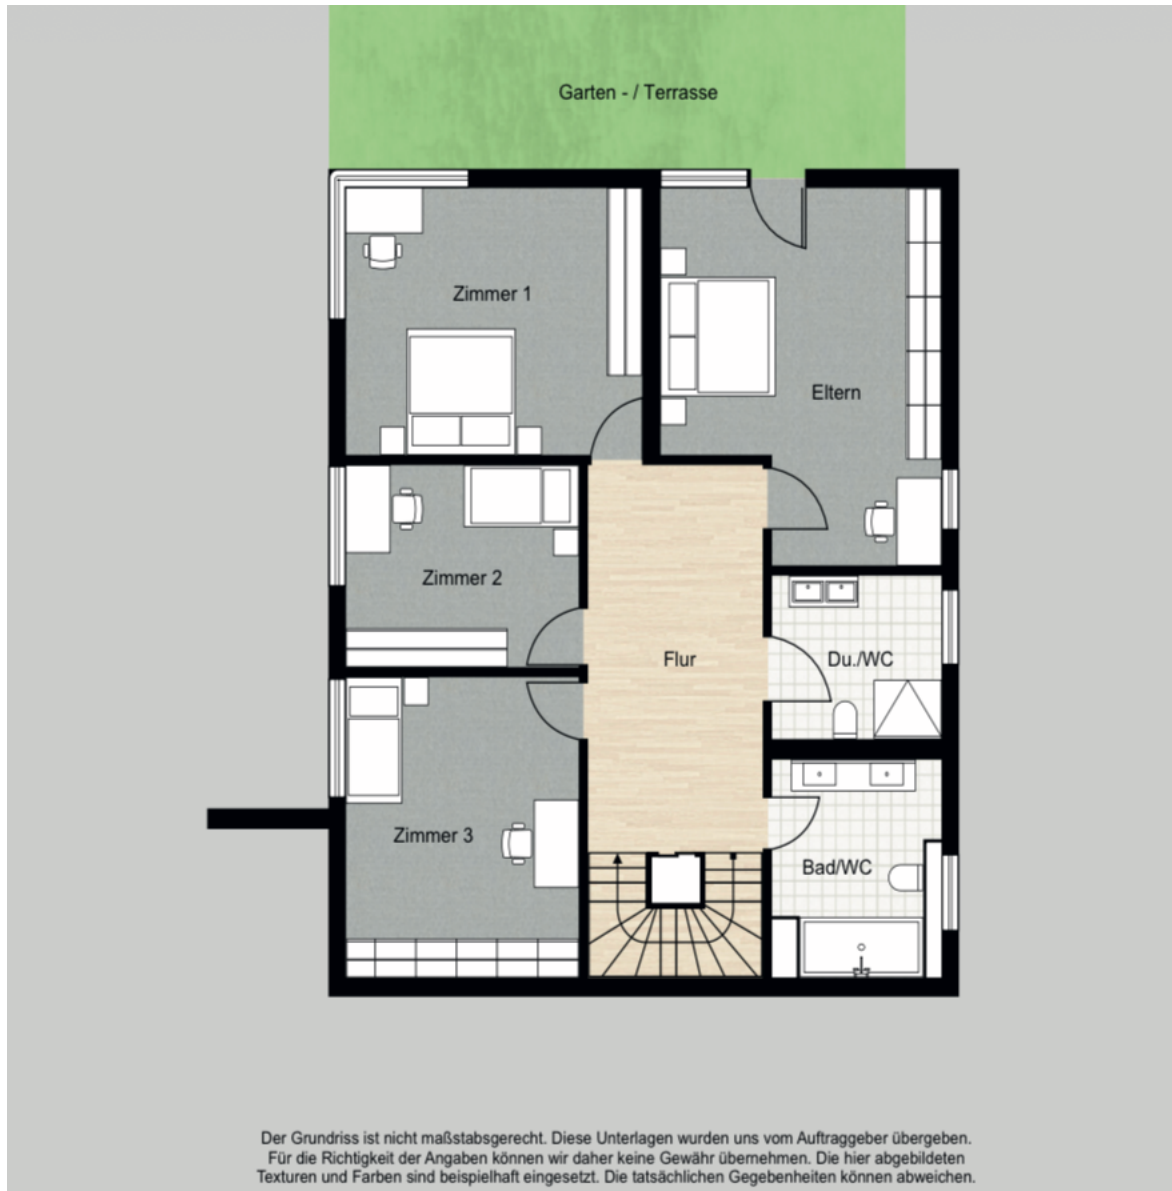 Garten - / Terrasse
Zimmer 1
Eltern
Zimmer 2
Flur
Du./WC
Zimmer 3
Bad/WC
Der Grundriss ist nicht maßstabsgerecht. Diese Unterlagen wurden uns vom Auftraggeber übergeben.
Für die Richtigkeit der Angaben können wir daher keine Gewähr übernehmen. Die hier abgebildeten
Texturen und Farben sind beispielhaft eingesetzt. Die tatsächlichen Gegebenheiten können abweichen.